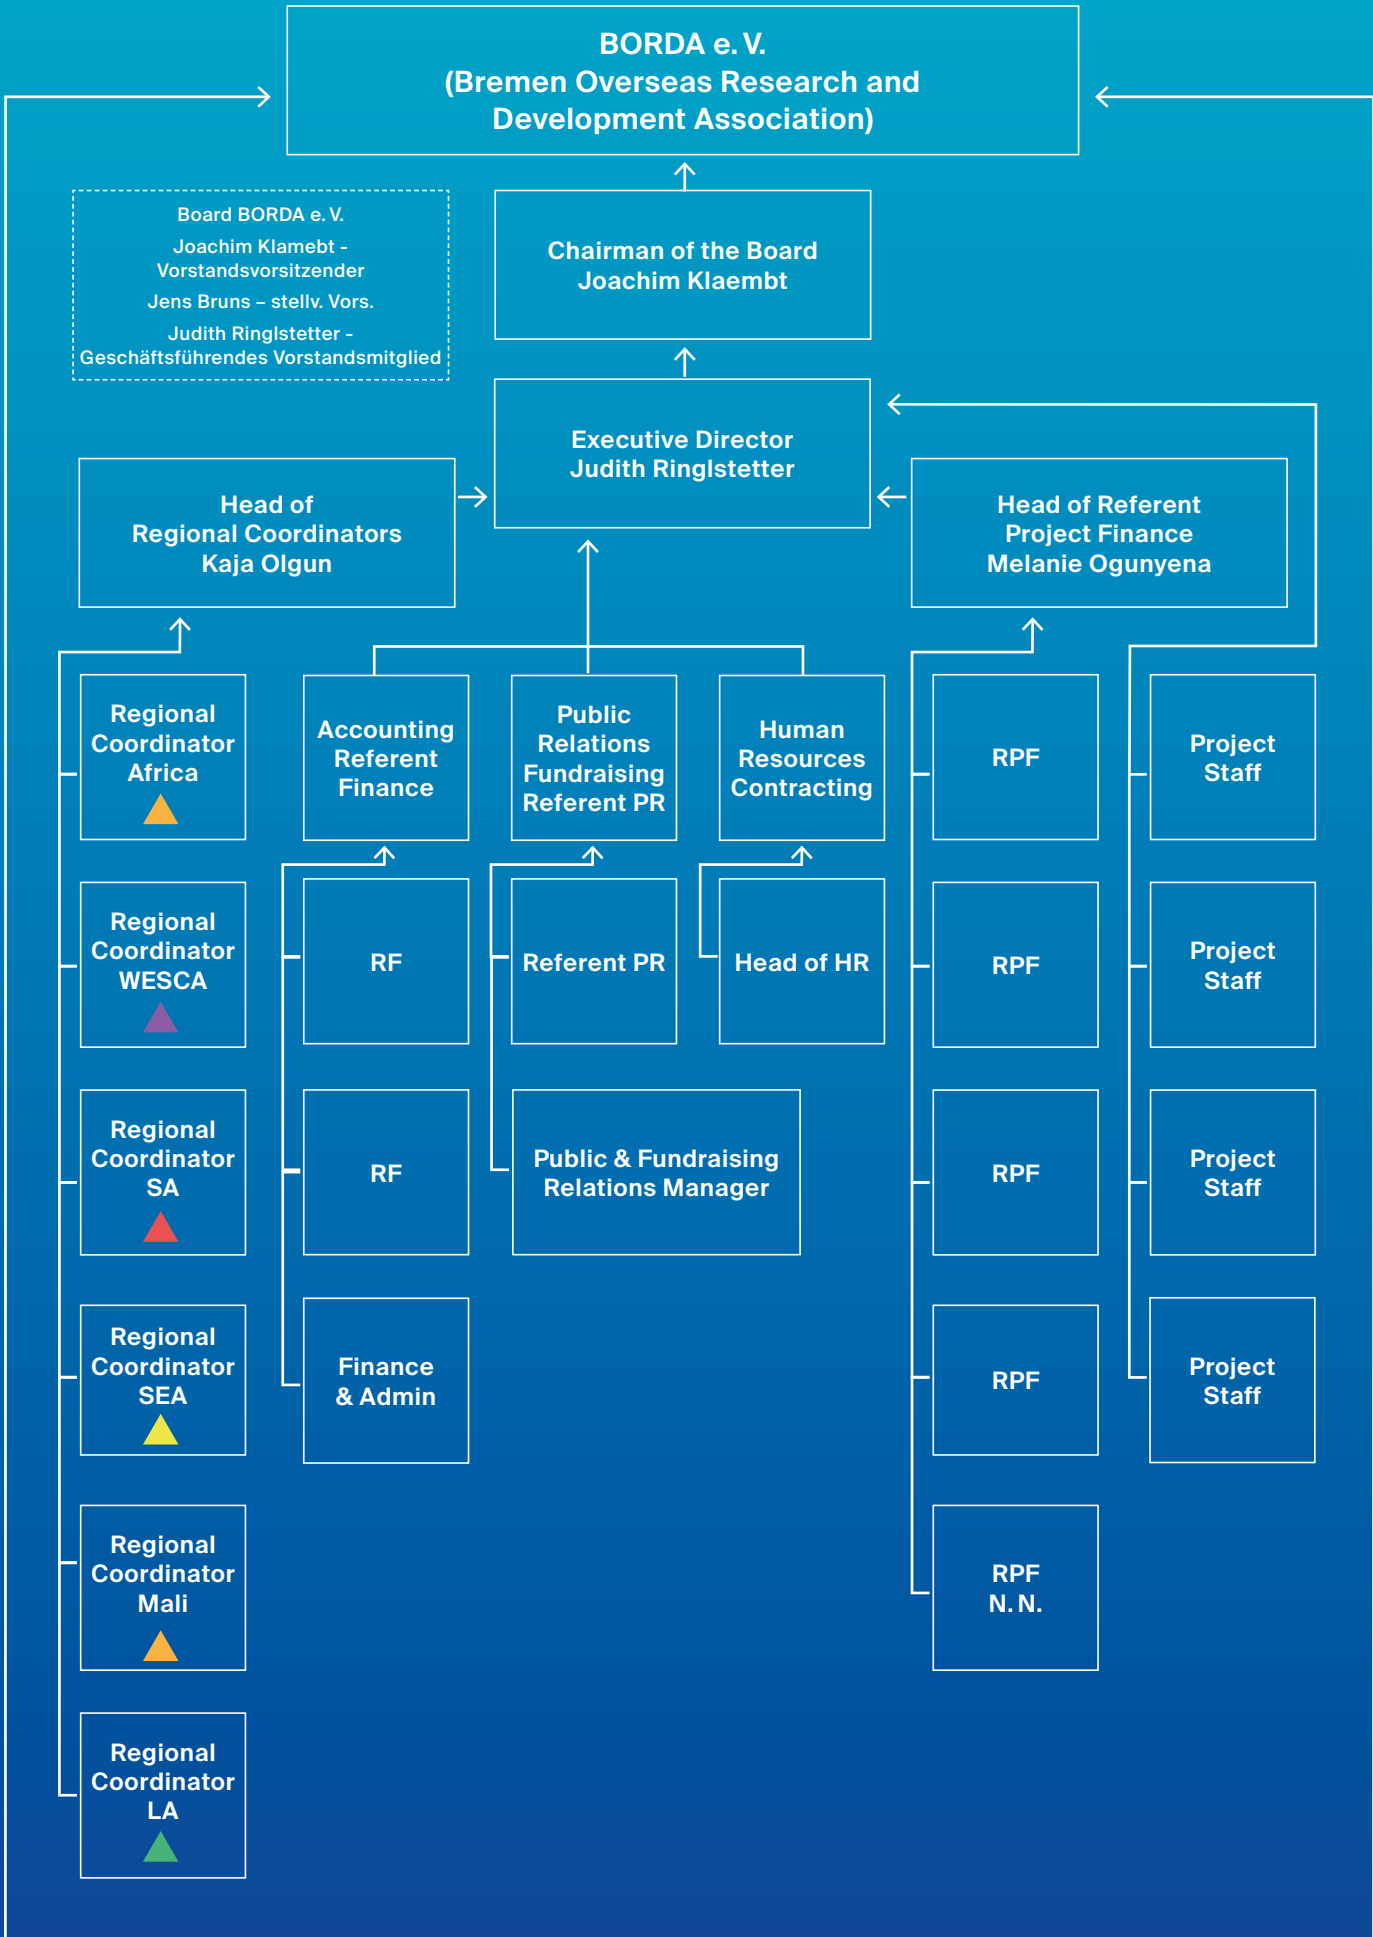 BORDA e. V.
(Bremen Overseas Research and
Development Association)
Board BORDA e. V.
Joachim Klamebt -
Vorstandsvorsitzender
Jens Bruns – stellv. Vors.
Judith Ringlstetter -
Geschäftsführendes Vorstandsmitglied
Chairman of the Board
Joachim Klaembt
Executive Director
Judith Ringlstetter
Head of
Regional Coordinators
Kaja Olgun
Head of Referent
Project Finance
Melanie Ogunyena
Regional
Coordinator
Africa
Accounting
Referent
Finance
Public
Relations
Fundraising
Referent PR
Human
Resources
Contracting
RPF
Project
Staff
Regional
Coordinator
WESCA
RF
Referent PR
Head of HR
RPF
Project
Staff
Regional
Coordinator
SA
RF
Public & Fundraising
Relations Manager
RPF
Project
Staff
Regional
Coordinator
SEA
Finance
& Admin
RPF
Project
Staff
Regional
Coordinator
Mali
RPF
N. N.
Regional
Coordinator
LA